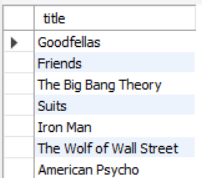 title
Goodfellas
Friends
The Big Bang Theory
Suits
Iron Man
The Wolf of Wall Street
American Psycho